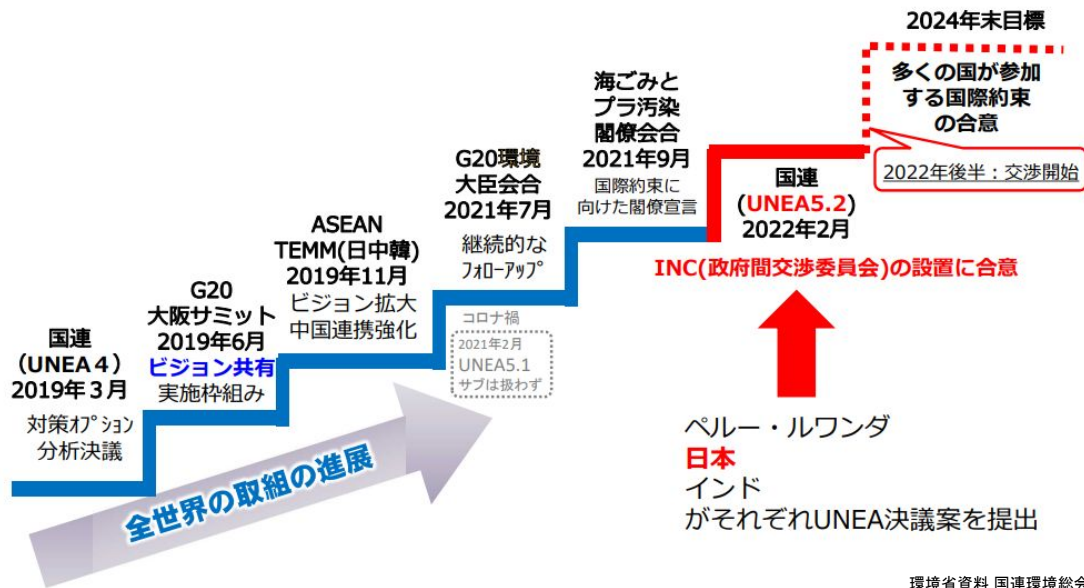 国連
（UNEA４）
2019年３月
対策ｵﾌﾟｼｮﾝ
分析決議
G20
大阪サミット
2019年6月
ビジョン共有
実施枠組み
ASEAN
TEMM(日中韓)
2019年11月
ビジョン拡大
中国連携強化
G20環境
大臣会合
2021年7月
継続的な
ﾌｫﾛｰｱｯﾌﾟ
コロナ禍
2021年2月
UNEA5.1
サブは扱わず
海ごみと
プラ汚染
閣僚会合
2021年9月
国際約束に
向けた閣僚宣言
国連
(UNEA5.2)
2022年2月
INC(政府間交渉委員会)の設置に合意
2024年末目標
多くの国が参加
する国際約束
の合意
2022年後半：交渉開始
全世界の取組の進展
ペルー・ルワンダ
日本
インド
がそれぞれUNEA決議案を提出
環境省資料 国連環境総会